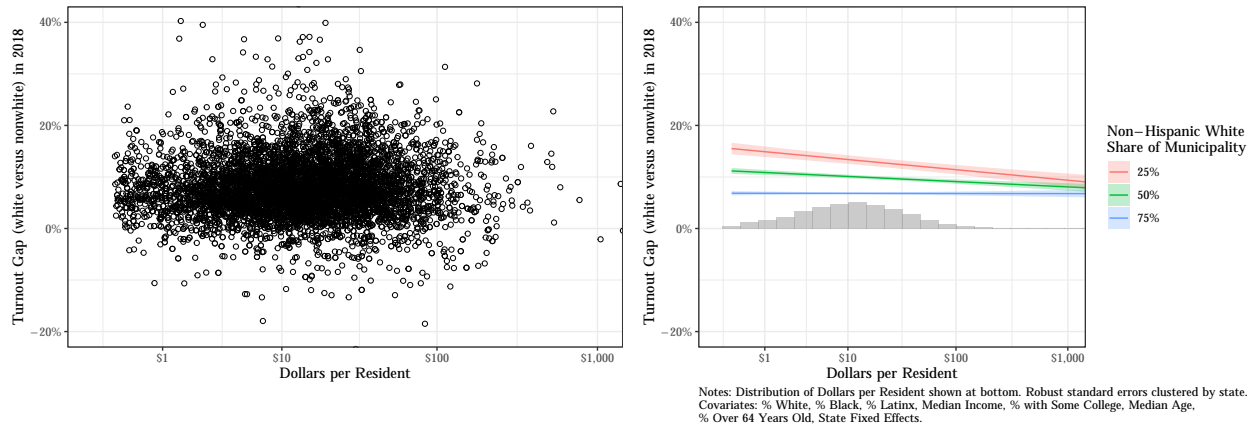 40%
20%
0%
−20%
Turnout Gap (white versus nonwhite) in 2018
$1
$10
$100
$1,000
Dollars per Resident
40%
20%
0%
−20%
Turnout Gap (white versus nonwhite) in 2018
$1
$10
$100
$1,000
Dollars per Resident
Non−Hispanic White
Share of Municipality
25%
50%
75%
Notes: Distribution of Dollars per Resident shown at bottom. Robust standard errors clustered by state.
Covariates: % White, % Black, % Latinx, Median Income, % with Some College, Median Age,
% Over 64 Years Old, State Fixed Effects.